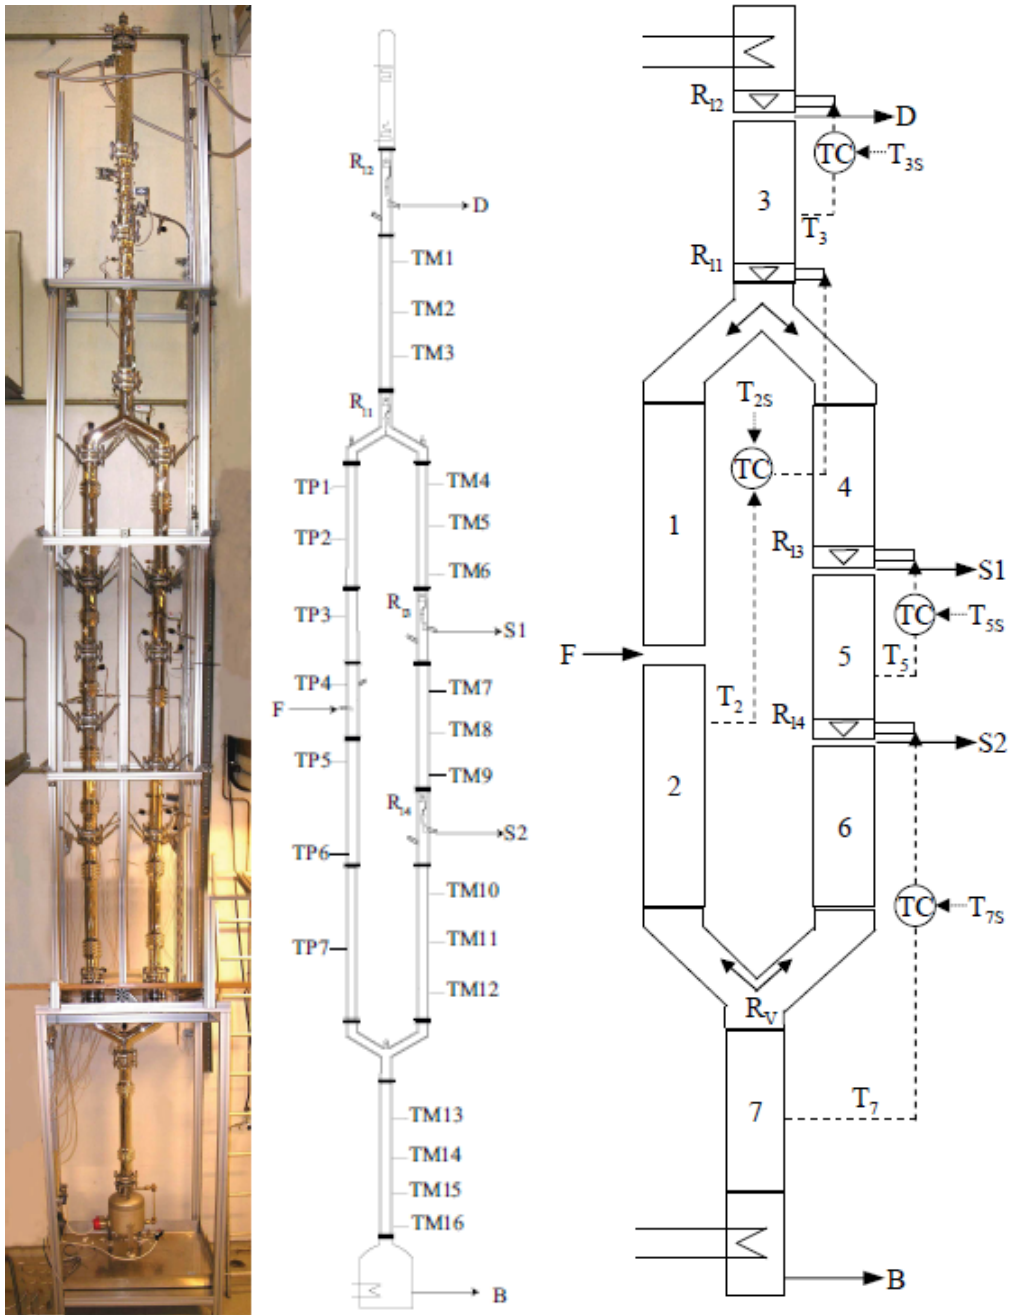 R12
D
TM1
TM2
TM3
R11
TP1
TP2
TP3
TP4
F
TP5
TP6
TP7
TM4
TM5
TM6
R13
S1
TM7
TM8
TM9
R14
S2
TM10
TM11
TM12
TM13
TM14
TM15
TM16
B
R12
D
TC
T3S
3
T3
R11
T2S
TC
1
4
R13
S1
TC
T5S
F
5
T5
T2
R14
S2
2
6
TC
T7S
RV
7
T7
B